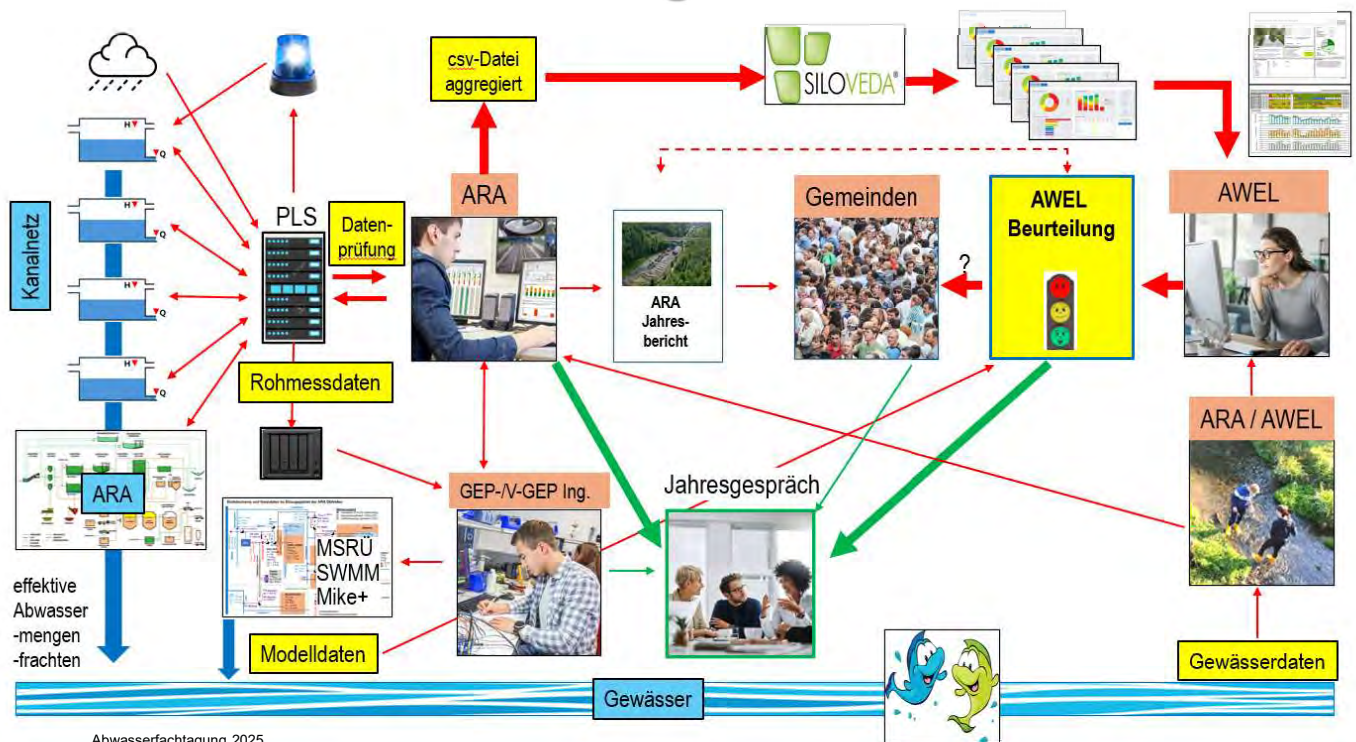 csv-Datei
aggregiert
SILOVEDA®
H
Q
H
Q
H
Q
H
Q
Kanalnetz
PLS
Daten-
prüfung
ARA
ARA
Jahres-
bericht
Gemeinden
?
AWEL
Beurteilung
AWEL
Rohmessdaten
ARA
GEP-/V-GEP Ing.
Jahresgespräch
ARA / AWEL
MSRÜ
SWMM
Mike+
effektive
Abwasser
-mengen
-frachten
Modelldaten
Gewässerdaten
Gewässer
Abwasserfachtagung 2025